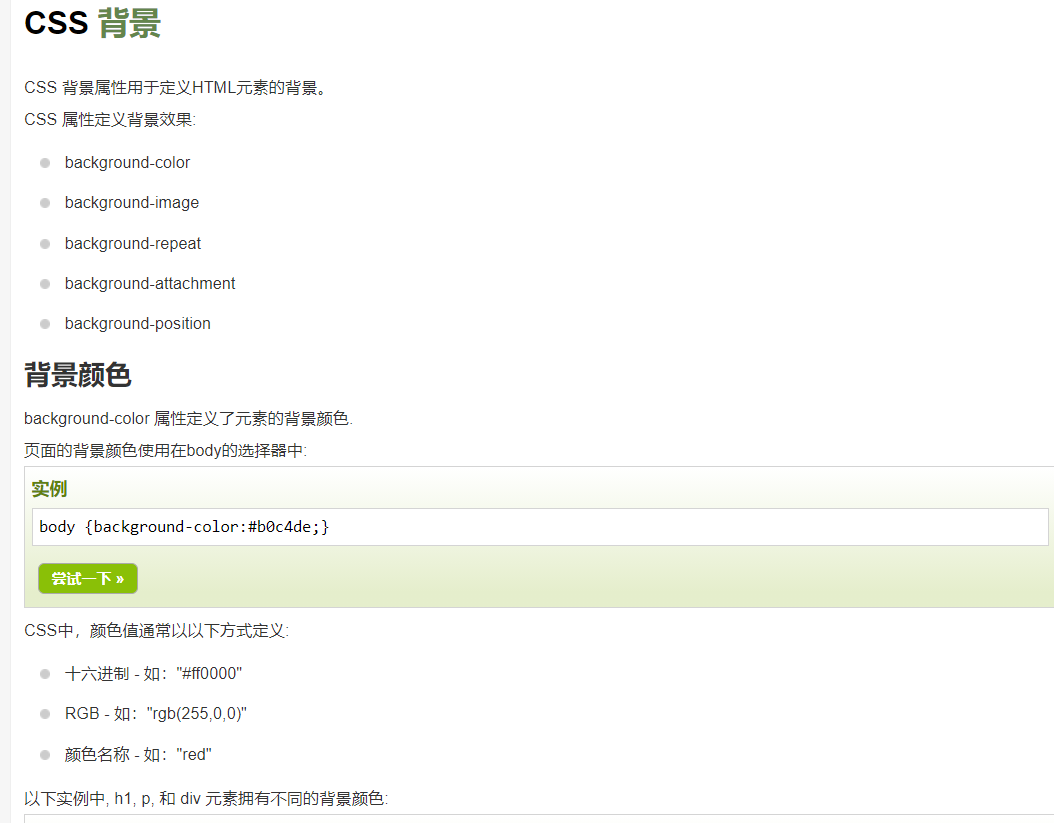 CSS 背景
CSS 背景属性用于定义HTML元素的背景。
CSS 属性定义背景效果:
background-color
background-image
background-repeat
background-attachment
background-position
背景颜色
background-color 属性定义了元素的背景颜色.
页面的背景颜色使用在body的选择器中:
实例
body {background-color:#b0c4de;}
尝试一下 »
CSS中，颜色值通常以以下方式定义:
十六进制 - 如："#ff0000"
RGB - 如："rgb(255,0,0)"
颜色名称 - 如："red"
以下实例中, h1, p, 和 div 元素拥有不同的背景颜色: